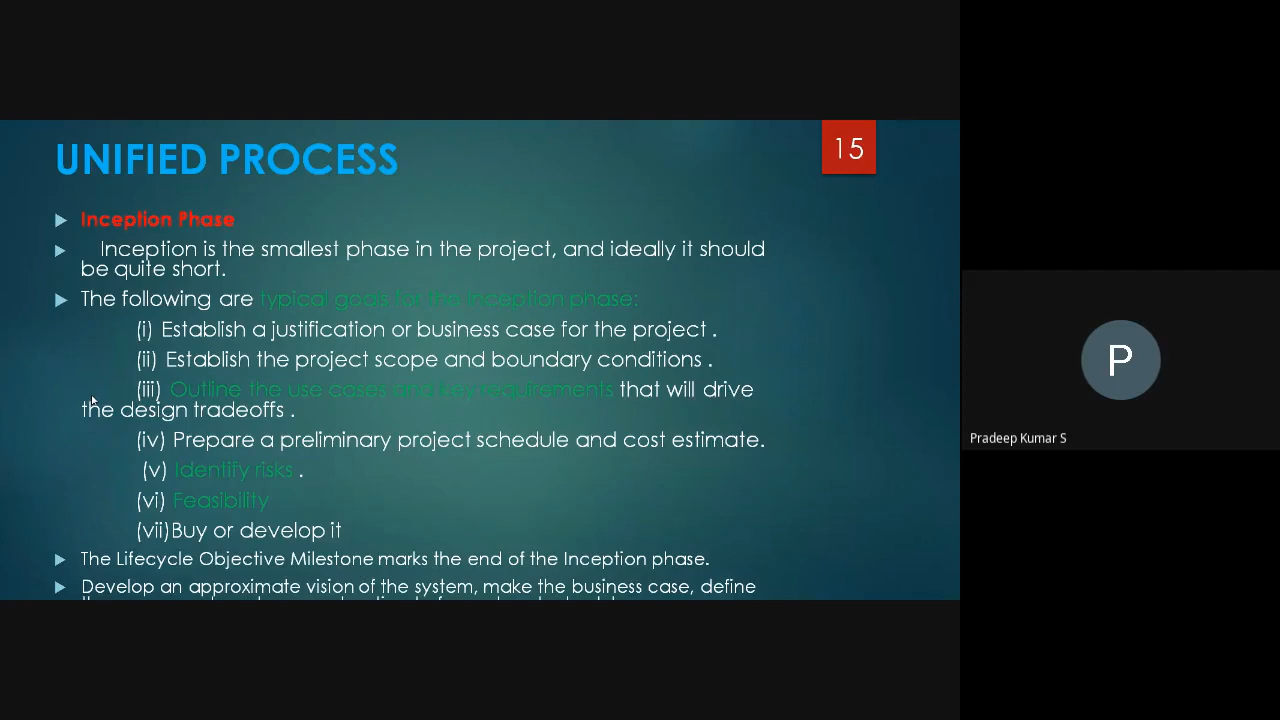 UNIFIED PROCESS
15
Inception Phase
Inception is the smallest phase in the project, and ideally it should
be quite short.
The following are typical goals for the Inception phase:
(i) Establish a justification or business case for the project .
(ii) Establish the project scope and boundary conditions .
(iii) Outline the use cases and key requirements that will drive
the design tradeoffs .
(iv) Prepare a preliminary project schedule and cost estimate.
(v) Identify risks .
(vi) Feasibility
(vii)Buy or develop it
The Lifecycle Objective Milestone marks the end of the Inception phase.
Develop an approximate vision of the system, make the business case, define
P
Pradeep Kumar S